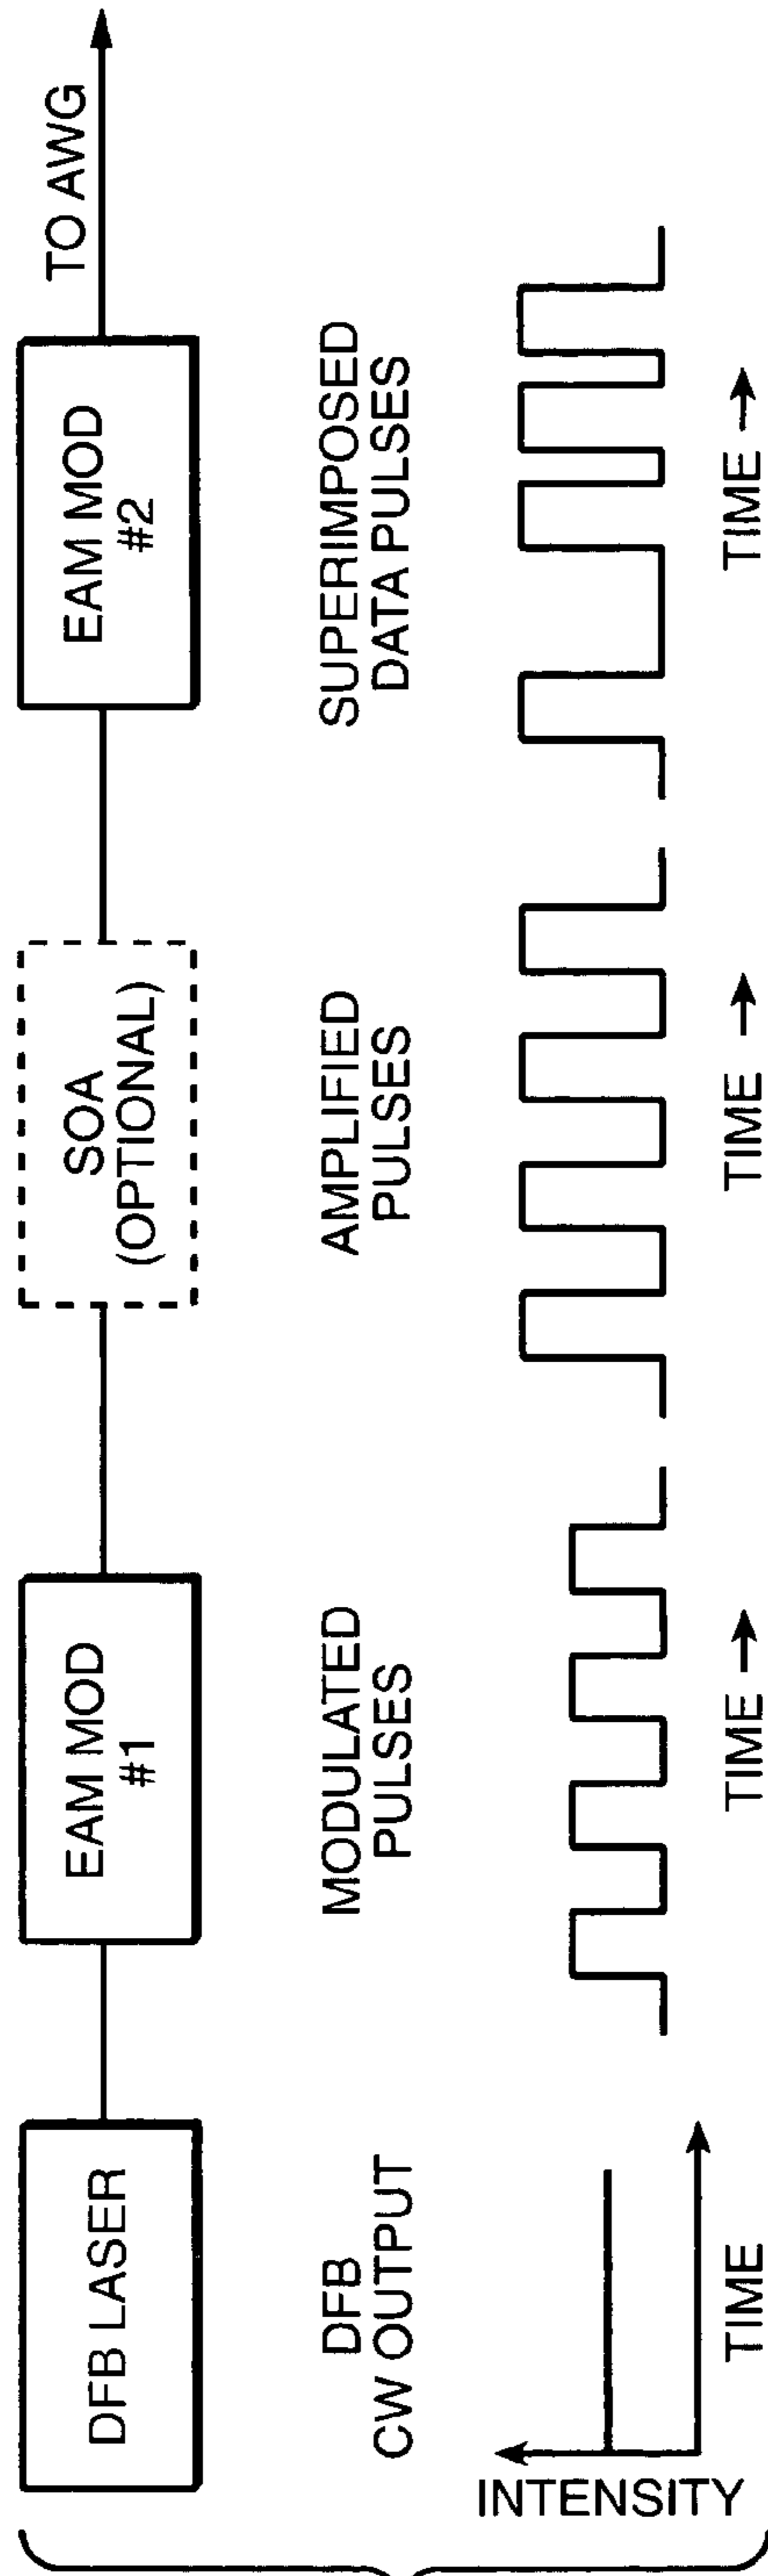 DFB LASER
EAM MOD
#1
SOA
(OPTIONAL)
EAM MOD
#2
TO AWG
DFB
CW OUTPUT
MODULATED
PULSES
AMPLIFIED
PULSES
SUPERIMPOSED
DATA PULSES
INTENSITY
TIME
TIME
TIME
TIME